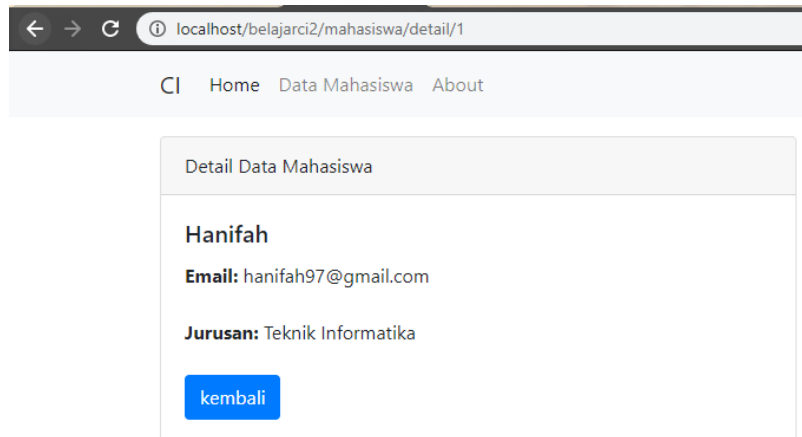 localhost/belajarci2/mahasiswa/detail/1
CI Home Data Mahasiswa About
Detail Data Mahasiswa
Hanifah
Email: hanifah97@gmail.com
Jurusan: Teknik Informatika
kembali